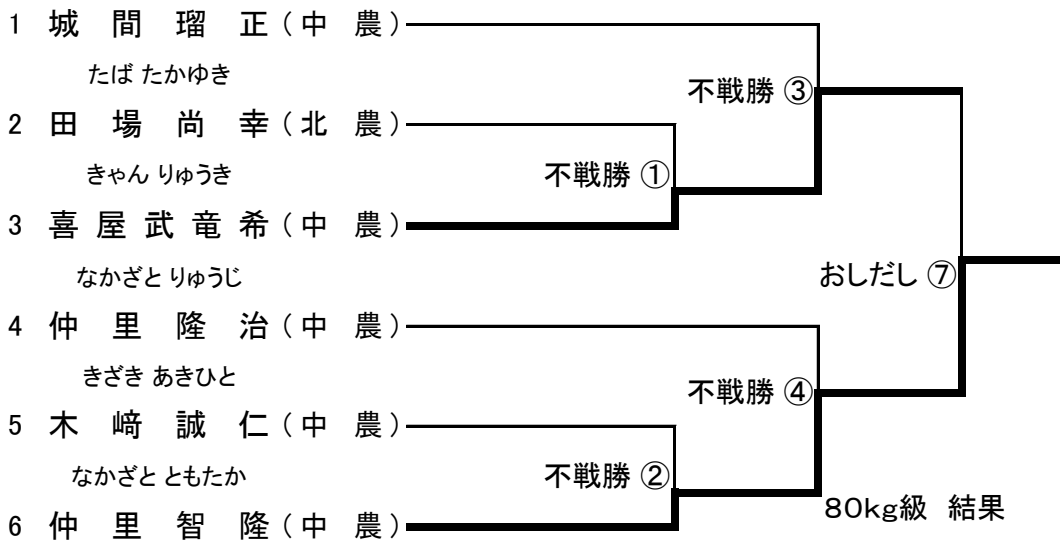 1 城間瑠正(中農)
たば たかゆき
不戦勝 ③
2 田場尚幸(北農)
きゃん りゅうき
不戦勝 ①
3 喜屋武竜希(中農)
なかざと りゅうじ
おしだし ⑦
4 仲里隆治(中農)
きざき あきひと
不戦勝 ④
5 木﨑誠仁(中農)
なかざと ともたか
不戦勝 ②
80kg級 結果
6 仲里智隆(中農)